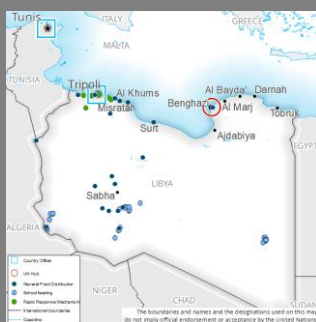 Tunis
ITALY
GREECE
MALTA
TUNISIA
Tripoli
Al Khums
Misratah
Surt
Al Bayda'
Darnah
Benghazi
Al Marj
Tobruk
Ajdabiya
EGYPT
LIBYA
Sabha
ALGERIA
NIGER
CHAD
SUDAN
Country Office
UN Hub
General Food Distribution
School feeding
Rapid Response Mechanism
International boundaries
Coastline
The boundaries and names and the designations used on this map
do not imply official endorsement or acceptance by the United Nations.